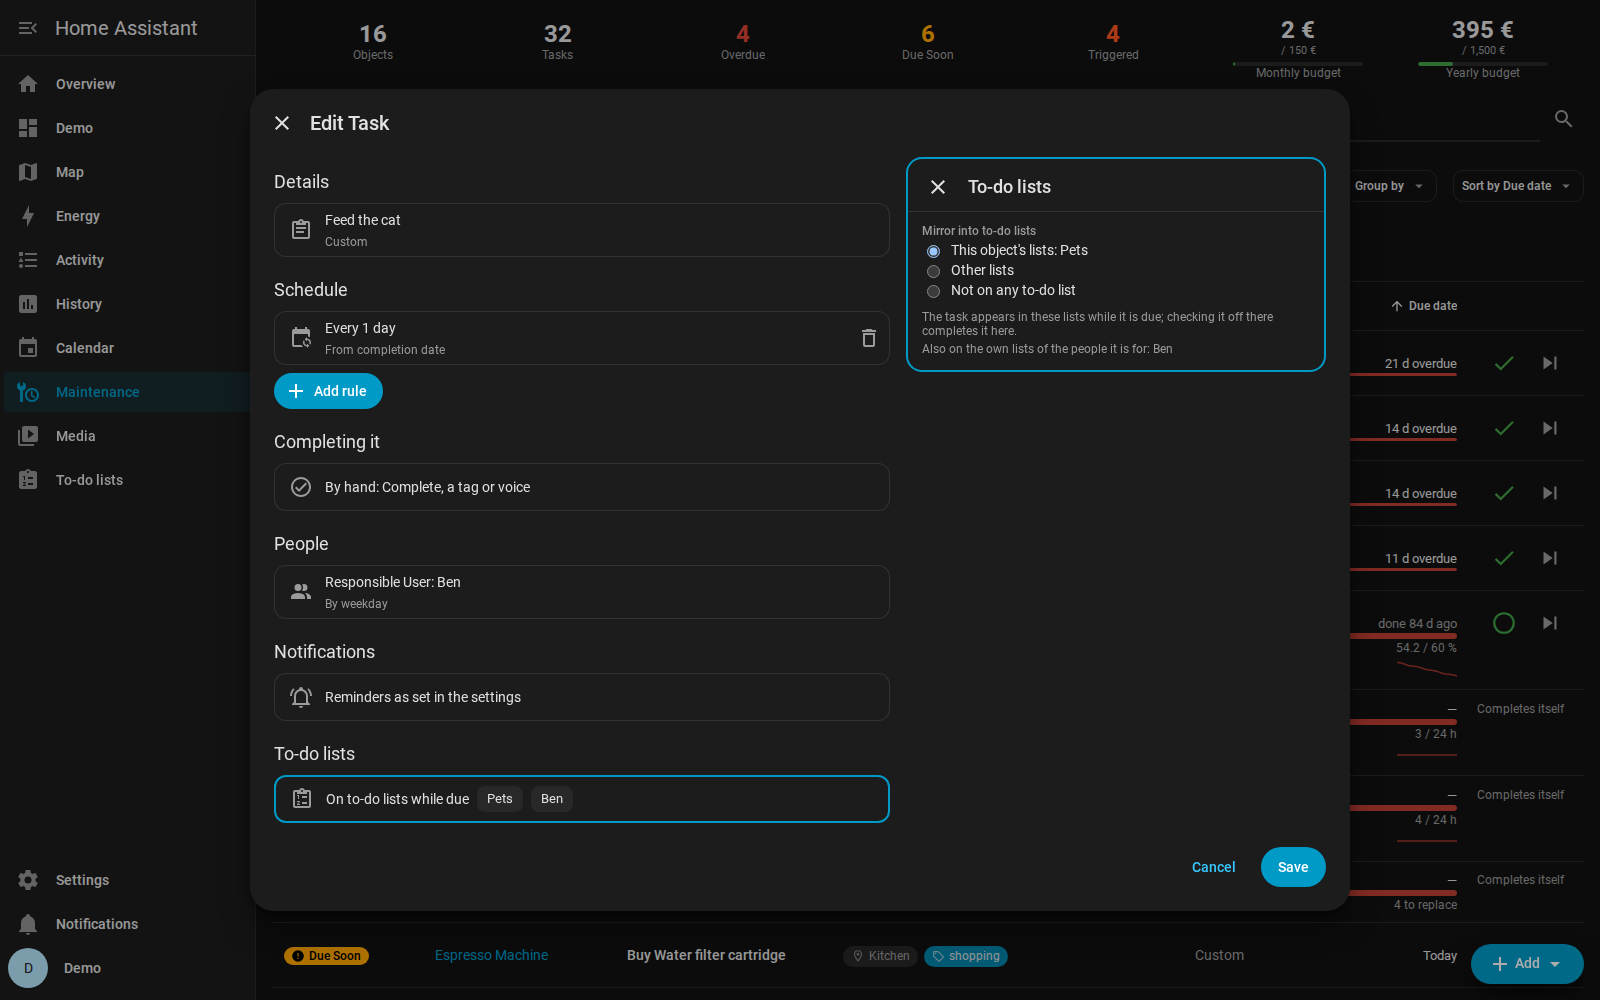 Home Assistant
Overview
Demo
Map
Energy
Activity
History
Calendar
Maintenance
Media
To-do lists
Settings
Notifications
D
Demo
16
Objects
32
Tasks
4
Overdue
6
Due Soon
4
Triggered
2 €
/ 150 €
Monthly budget
395 €
/ 1,500 €
Yearly budget
Edit Task
Details
Feed the cat
Custom
Schedule
Every 1 day
From completion date
Add rule
Completing it
By hand: Complete, a tag or voice
People
Responsible User: Ben
By weekday
Notifications
Reminders as set in the settings
To-do lists
On to-do lists while due Pets Ben
To-do lists
Mirror into to-do lists
This object's lists: Pets
Other lists
Not on any to-do list
The task appears in these lists while it is due; checking it off there
completes it here.
Also on the own lists of the people it is for: Ben
Cancel
Save
Group by
Sort by Due date
Due date
21 d overdue
14 d overdue
14 d overdue
11 d overdue
done 84 d ago
54.2 / 60 %
— Completes itself
3 / 24 h
— Completes itself
4 / 24 h
— Completes itself
4 to replace
Due Soon Espresso Machine Buy Water filter cartridge Kitchen shopping Custom Today
Add